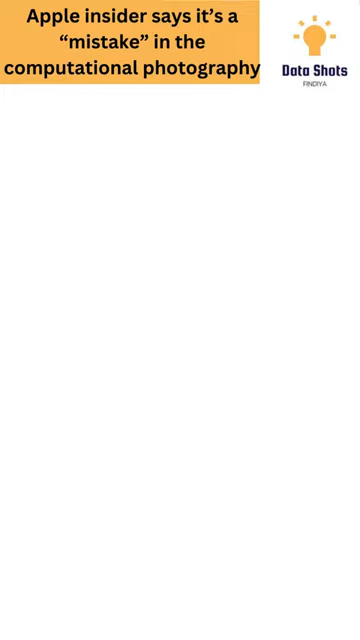 Apple insider says it’s a
“mistake” in the
computational photography
Data Shots
FINDIYA